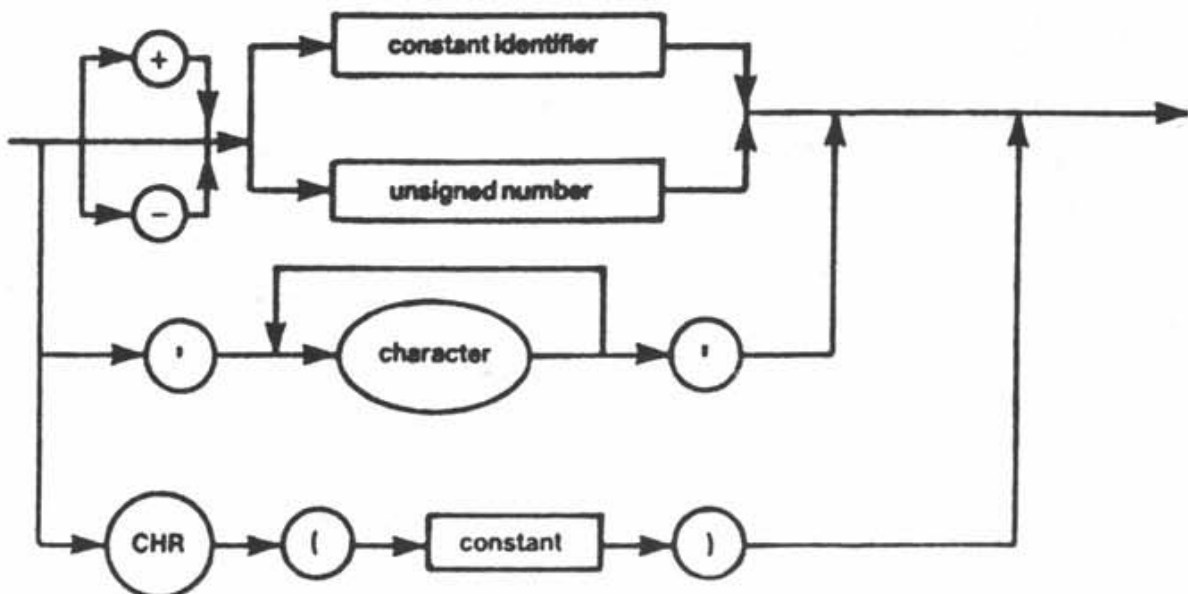 +
constant identifier
unsigned number
−
' character '
CHR ( constant )